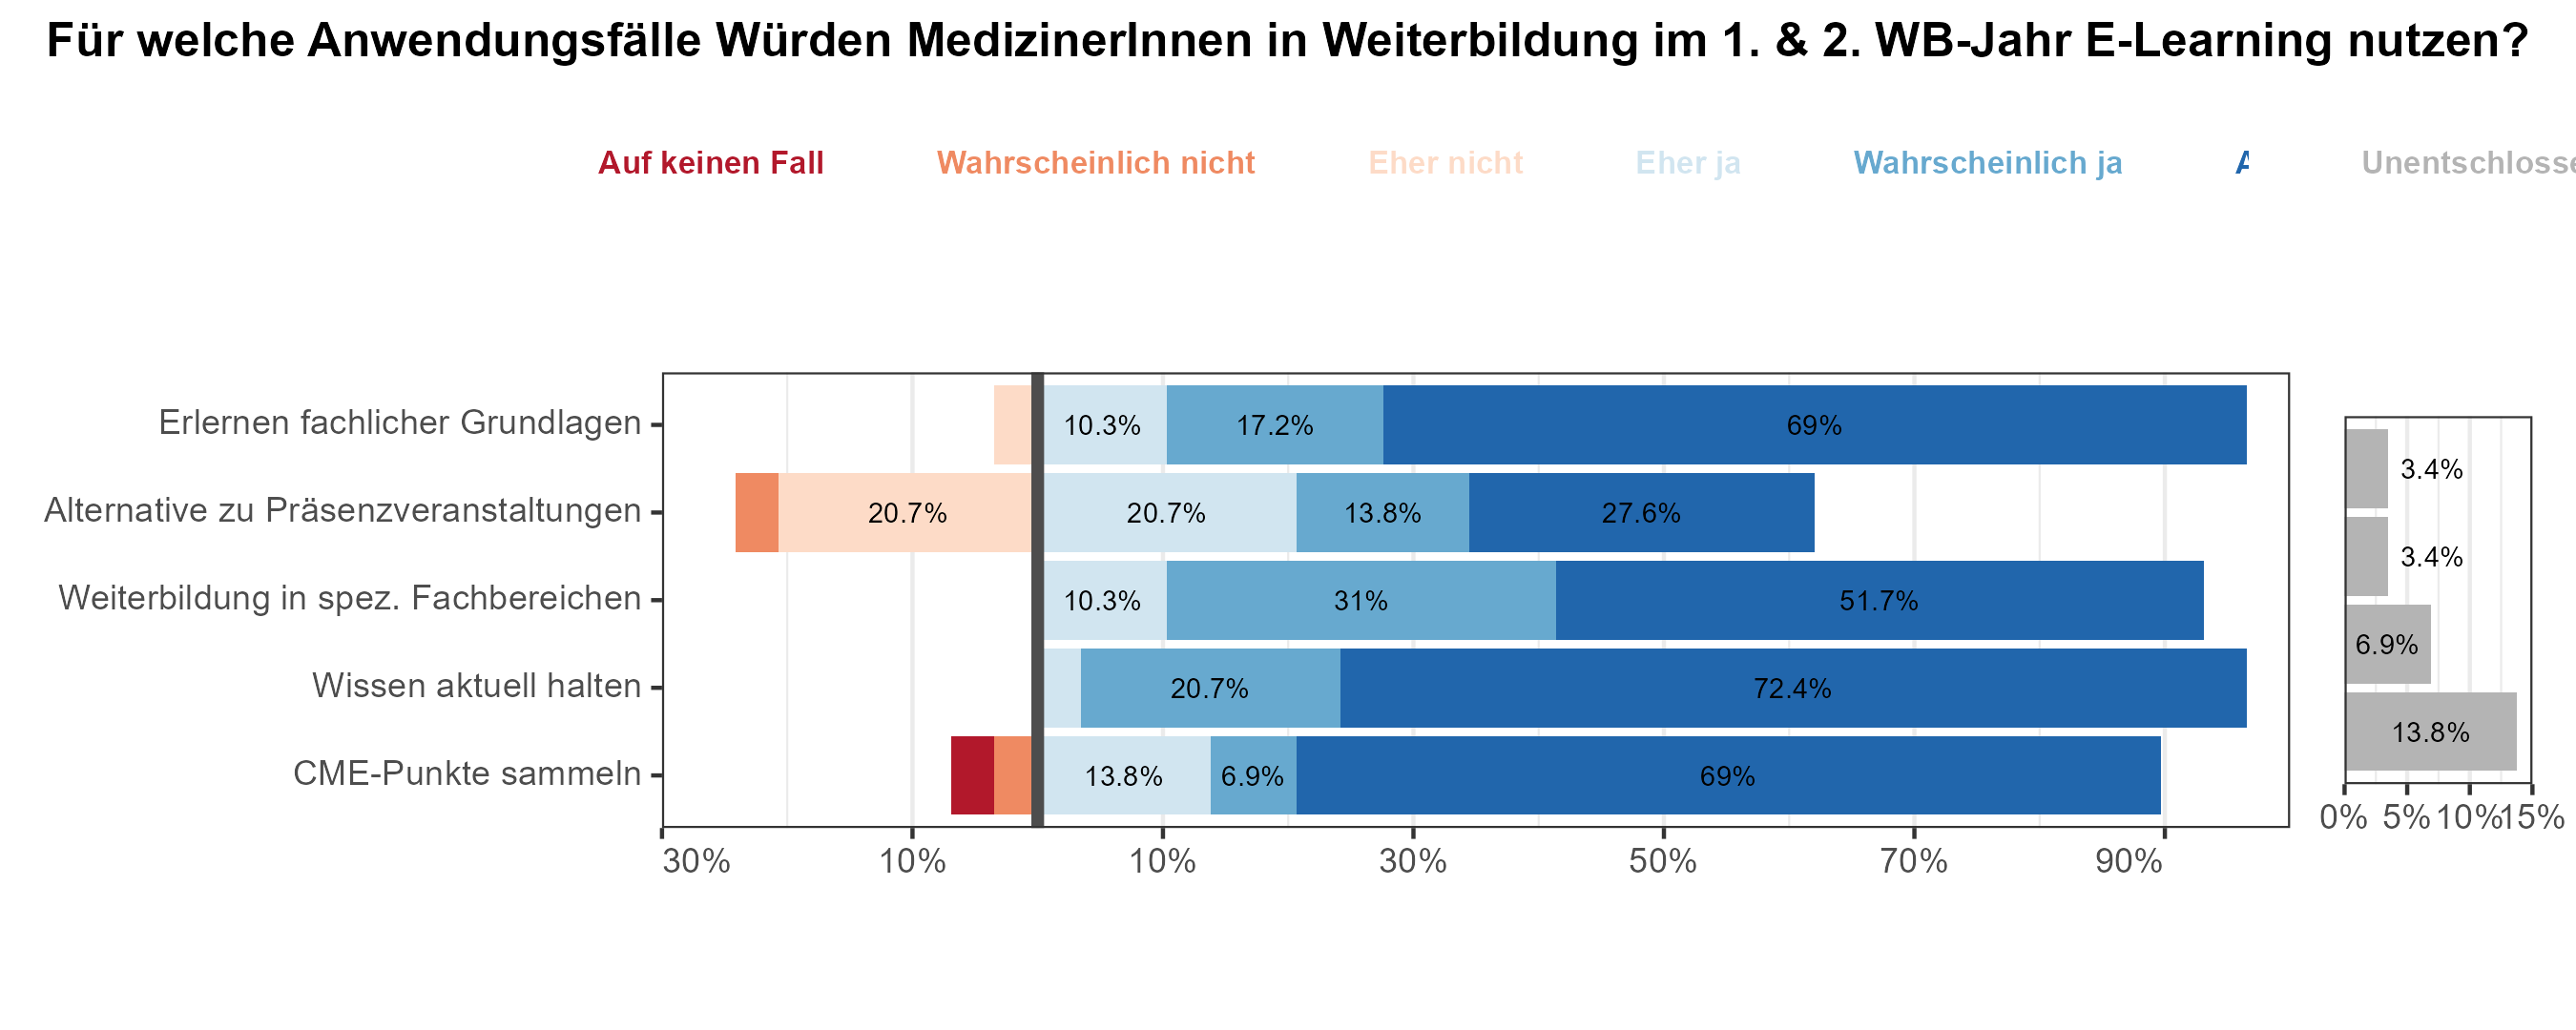 Für welche Anwendungsfälle Würden MedizinerInnen in Weiterbildung im 1. & 2. WB-Jahr E-Learning nutzen?
Auf keinen Fall Wahrscheinlich nicht Eher nicht Eher ja Wahrscheinlich ja A Unentschlosse
Erlernen fachlicher Grundlagen 10.3% 17.2% 69% 3.4%
Alternative zu Präsenzveranstaltungen 20.7% 20.7% 13.8% 27.6% 3.4%
Weiterbildung in spez. Fachbereichen 10.3% 31% 51.7% 6.9%
Wissen aktuell halten 20.7% 72.4% 13.8%
CME-Punkte sammeln 13.8% 6.9% 69%
0% 5% 10% 15%
30% 10% 10% 30% 50% 70% 90%